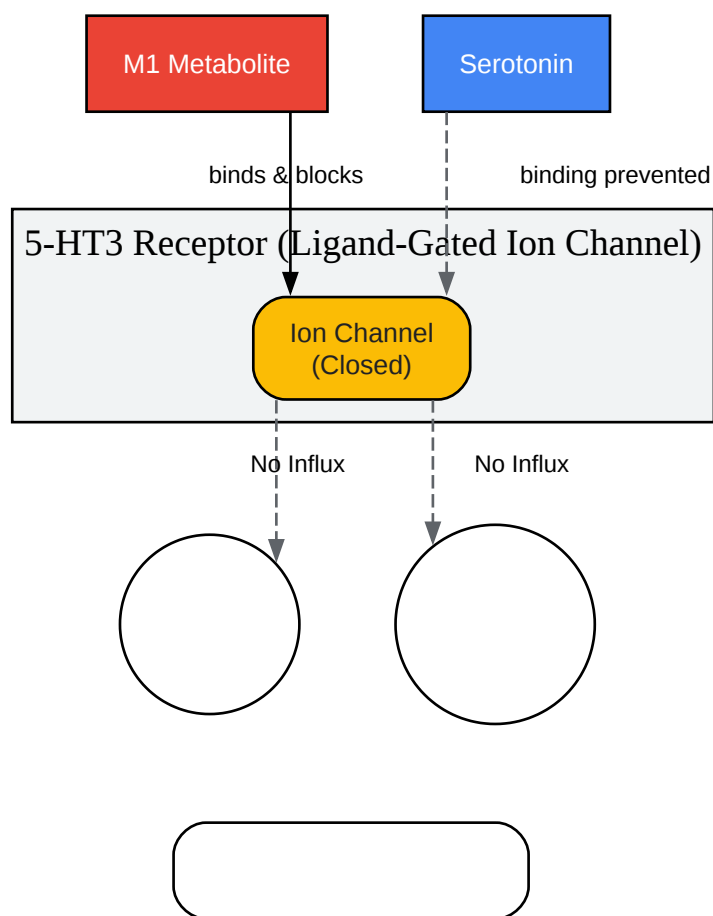 M1 Metabolite
Serotonin
binds & blocks
binding prevented
5-HT3 Receptor (Ligand-Gated Ion Channel)
Ion Channel
(Closed)
No Influx
No Influx